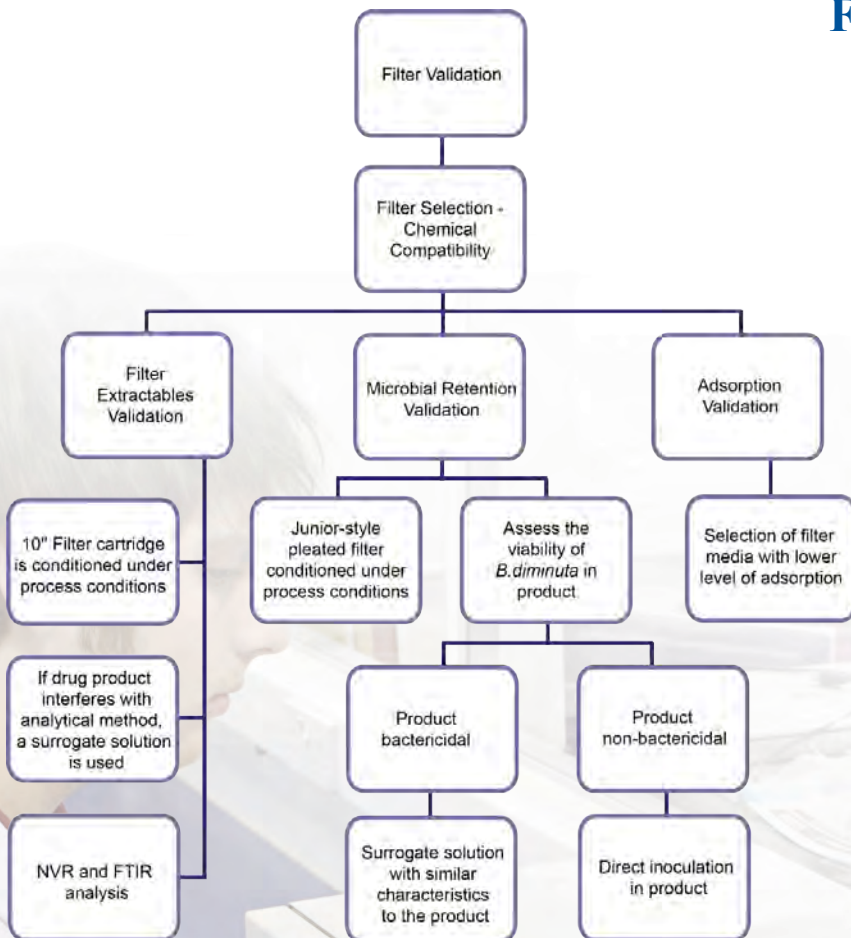 F
Filter Validation
Filter Selection -
Chemical
Compatibility
Filter
Extractables
Validation
Microbial Retention
Validation
Adsorption
Validation
10" Filter cartridge
is conditioned under
process conditions
Junior-style
pleated filter
conditioned under
process conditions
Assess the
viability of
B.diminuta in
product
Selection of filter
media with lower
level of adsorption
If drug product
interferes with
analytical method,
a surrogate solution
is used
Product
bactericidal
Product
non-bactericidal
NVR and FTIR
analysis
Surrogate solution
with similar
characteristics
to the product
Direct inoculation
in product